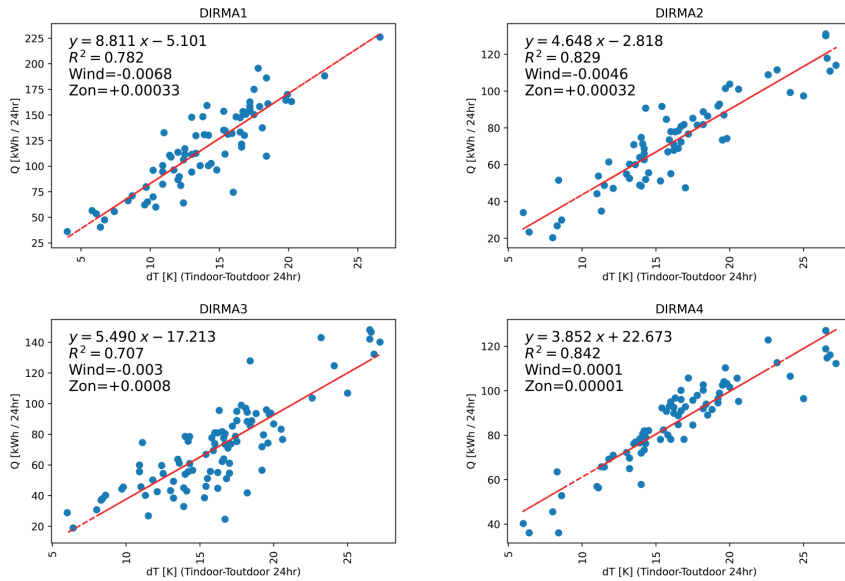 DIRMA1
y = 8.811 x − 5.101
R² = 0.782
Wind=-0.0068
Zon=+0.00033
Q [kWh / 24hr]
225
200
175
150
125
100
75
50
25
5
10
15
20
25
dT [K] (Tindoor-Toutdoor 24hr)
DIRMA2
y = 4.648 x − 2.818
R² = 0.829
Wind=-0.0046
Zon=+0.00032
Q [kWh / 24hr]
120
100
80
60
40
20
5
10
15
20
25
dT [K] (Tindoor-Toutdoor 24hr)
DIRMA3
y = 5.490 x − 17.213
R² = 0.707
Wind=-0.003
Zon=+0.0008
Q [kWh / 24hr]
140
120
100
80
60
40
20
5
10
15
20
25
dT [K] (Tindoor-Toutdoor 24hr)
DIRMA4
y = 3.852 x + 22.673
R² = 0.842
Wind=0.0001
Zon=0.00001
Q [kWh / 24hr]
120
100
80
60
40
5
10
15
20
25
dT [K] (Tindoor-Toutdoor 24hr)